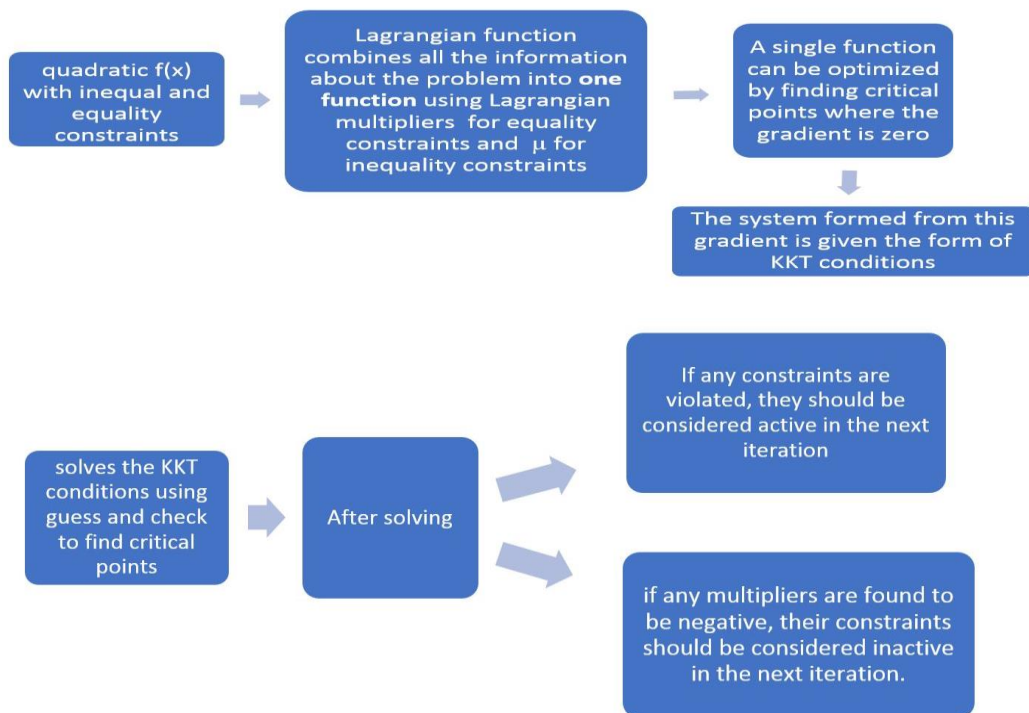 quadratic f(x)
with inequal and
equality
constraints
Lagrangian function
combines all the information
about the problem into one
function using Lagrangian
multipliers for equality
constraints and μ for
inequality constraints
A single function
can be optimized
by finding critical
points where the
gradient is zero
The system formed from this
gradient is given the form of
KKT conditions
solves the KKT
conditions using
guess and check
to find critical
points
After solving
If any constraints are
violated, they should be
considered active in the next
iteration
if any multipliers are found to
be negative, their constraints
should be considered inactive
in the next iteration.